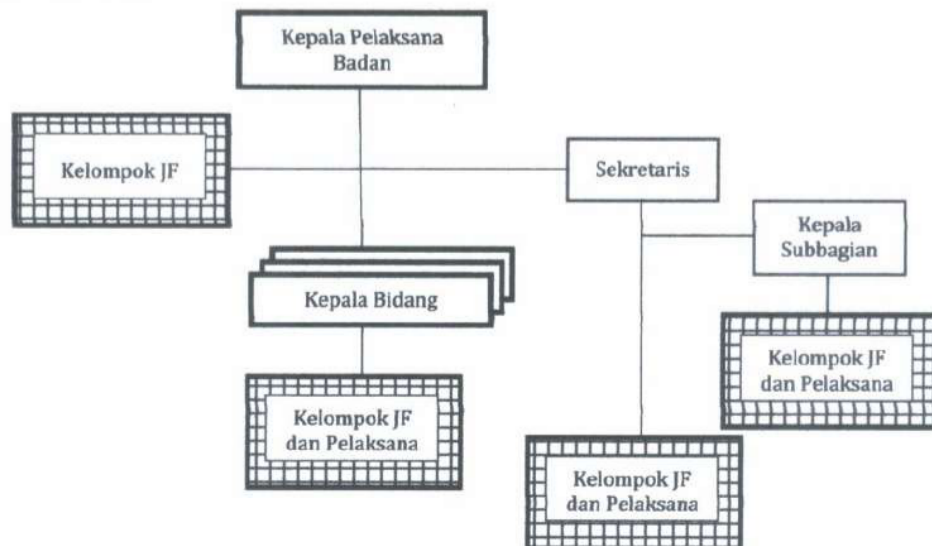 Kepala Pelaksana
Badan
Kelompok JF
Sekretaris
Kepala
Subbagian
Kepala Bidang
Kelompok JF
dan Pelaksana
Kelompok JF
dan Pelaksana
Kelompok JF
dan Pelaksana